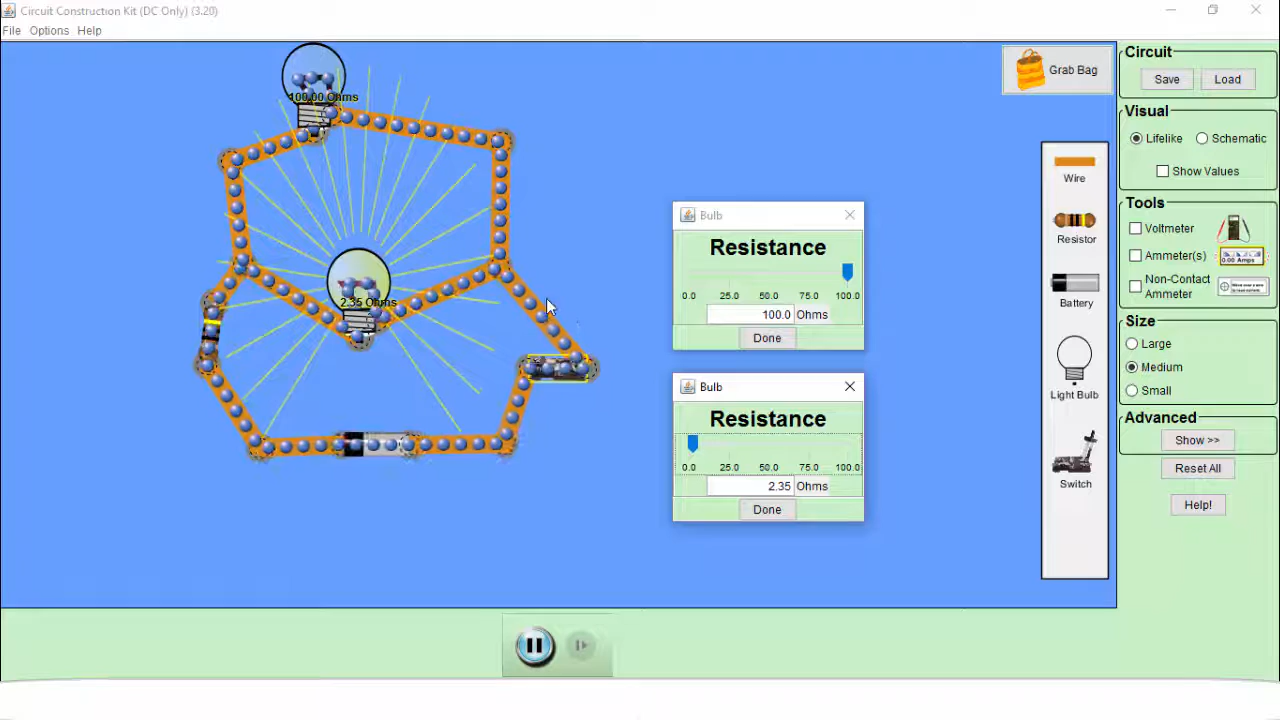 Circuit Construction Kit (DC Only) (3.20)
File Options Help
Grab Bag
100.00 Ohms
2.35 Ohms
Bulb
Resistance
0.0 25.0 50.0 75.0 100.0
100.0 Ohms
Done
Bulb
Resistance
0.0 25.0 50.0 75.0 100.0
2.35 Ohms
Done
Wire
Resistor
Battery
Light Bulb
Switch
Circuit
Save Load
Visual
Lifelike Schematic
Show Values
Tools
Voltmeter
Ammeter(s)
0.00 Amps
Non-Contact
Ammeter
Size
Large
Medium
Small
Advanced
Show >>
Reset All
Help!